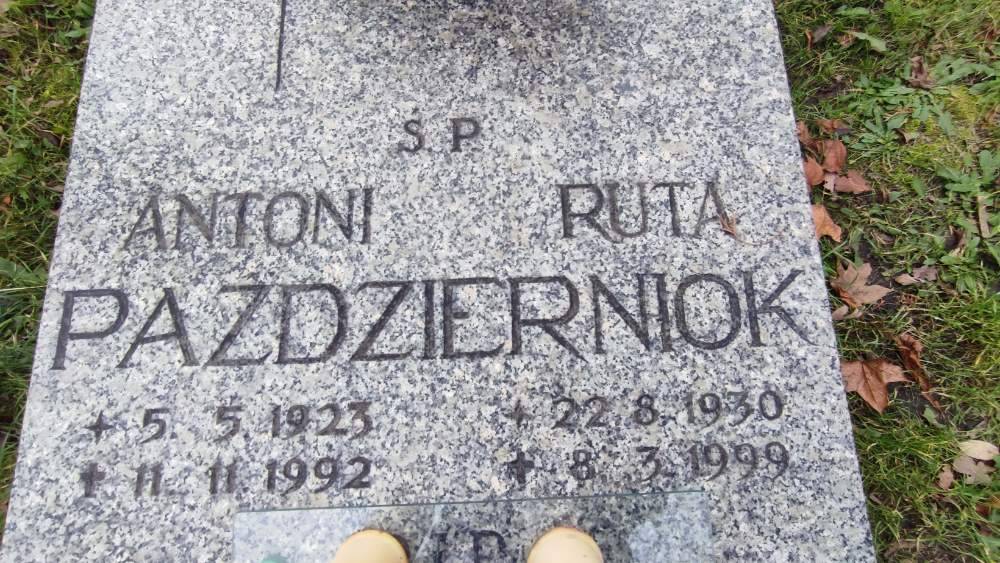 S P
ANTONI RUTA
PAZDZIERNIOK
+ 5. 5 1923 + 22 8.1930
✝ 11. 11 1992 ✝ 8. 3.1999